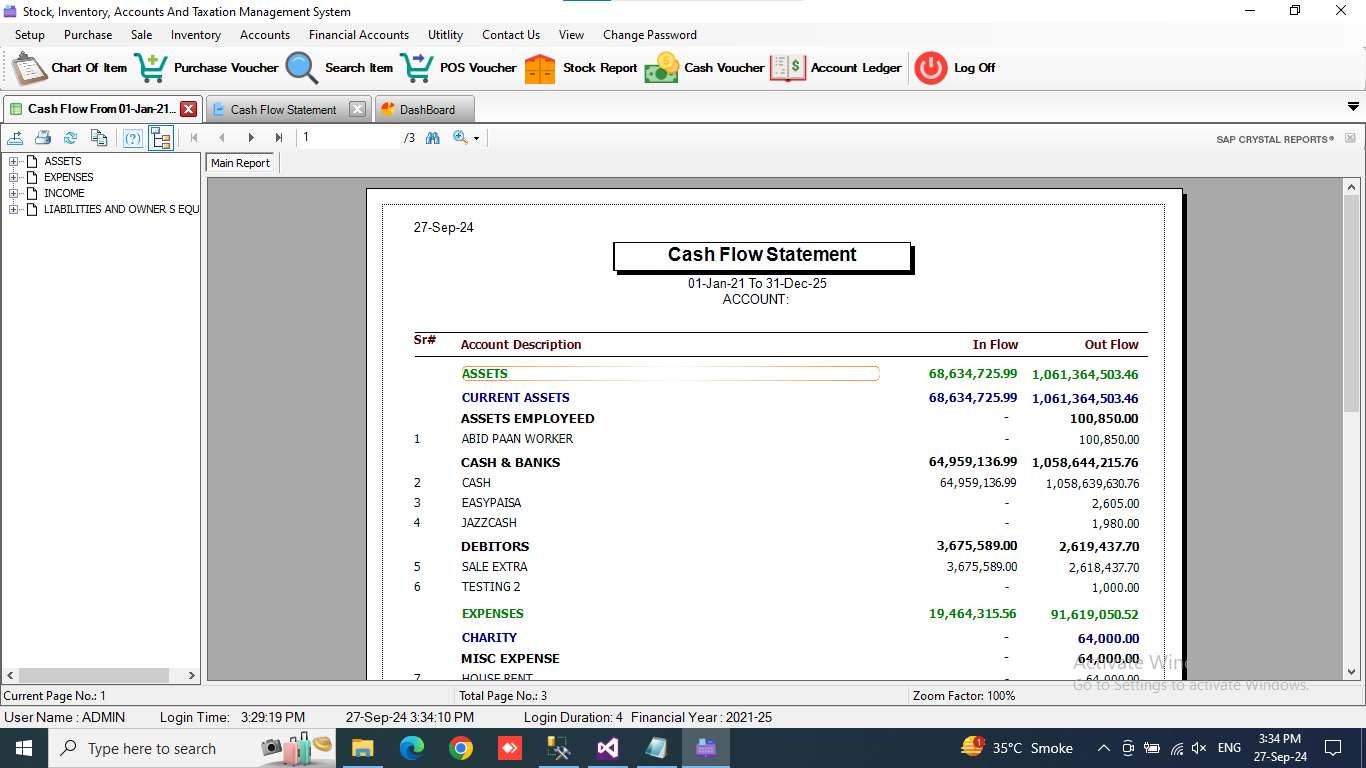 Stock, Inventory, Accounts And Taxation Management System
Setup Purchase Sale Inventory Accounts Financial Accounts Utitlity Contact Us View Change Password
Chart Of Item Purchase Voucher Search Item POS Voucher Stock Report Cash Voucher Account Ledger Log Off
Cash Flow From 01-Jan-21... Cash Flow Statement DashBoard
1 /3 SAP CRYSTAL REPORTS®
ASSETS
EXPENSES
INCOME
LIABILITIES AND OWNER S EQU
Main Report
27-Sep-24
Cash Flow Statement
01-Jan-21 To 31-Dec-25
ACCOUNT:
Sr# Account Description In Flow Out Flow
ASSETS 68,634,725.99 1,061,364,503.46
CURRENT ASSETS 68,634,725.99 1,061,364,503.46
ASSETS EMPLOYEED - 100,850.00
1 ABID PAAN WORKER - 100,850.00
CASH & BANKS 64,959,136.99 1,058,644,215.76
2 CASH 64,959,136.99 1,058,639,630.76
3 EASYPAISA - 2,605.00
4 JAZZCASH - 1,980.00
DEBITORS 3,675,589.00 2,619,437.70
5 SALE EXTRA 3,675,589.00 2,618,437.70
6 TESTING 2 - 1,000.00
EXPENSES 19,464,315.56 91,619,050.52
CHARITY - 64,000.00
MISC EXPENSE - 64,000.00
7 HOUSE RENT - 64,000.00
Activate Win
Go to Settings to activate Windows.
Current Page No.: 1 Total Page No.: 3 Zoom Factor: 100%
User Name : ADMIN Login Time: 3:29:19 PM 27-Sep-24 3:34:10 PM Login Duration: 4 Financial Year : 2021-25
Type here to search 1 35°C Smoke ENG 3:34 PM
27-Sep-24